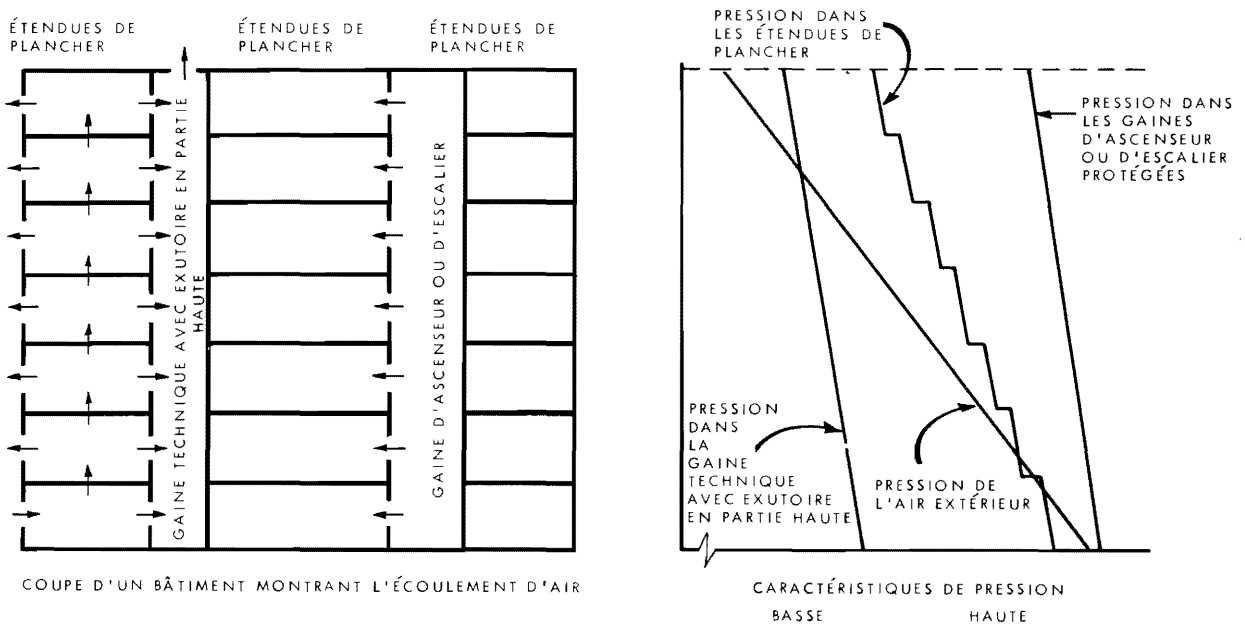 ÉTENDUES DE
PLANCHER
ÉTENDUES DE
PLANCHER
ÉTENDUES DE
PLANCHER
GAINE TECHNIQUE AVEC EXUTOIRE EN PARTIE
HAUTE
GAINE D'ASCENSEUR OU D'ESCALIER
COUPE D'UN BÂTIMENT MONTRANT L'ÉCOULEMENT D'AIR
PRESSION DANS
LES ÉTENDUES DE
PLANCHER
PRESSION DANS
LES GAINES
D'ASCENSEUR
OU D'ESCALIER
PROTÉGÉES
PRESSION
DANS
LA
GAINE
TECHNIQUE
AVEC EXUTOIRE
EN PARTIE HAUTE
PRESSION DE
L'AIR EXTÉRIEUR
CARACTÉRISTIQUES DE PRESSION
BASSE HAUTE